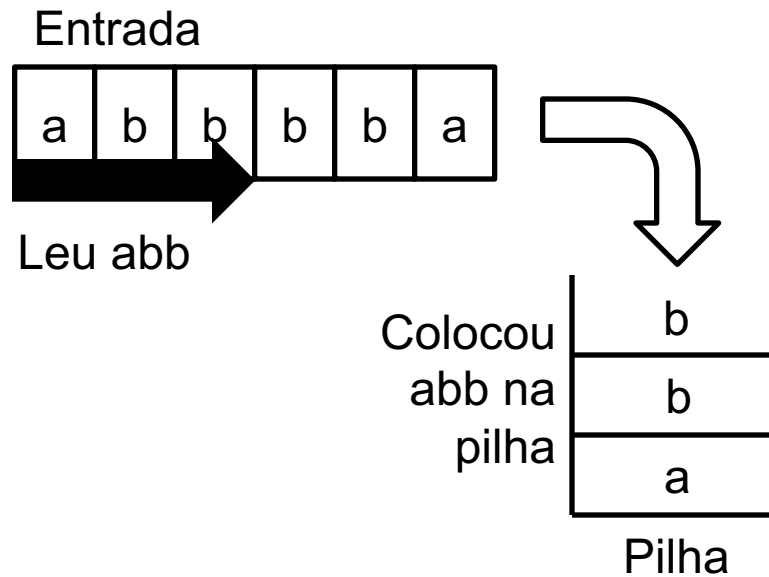 Entrada
a b b b b a
Leu abb
Colocou
abb na
pilha
b
b
a
Pilha